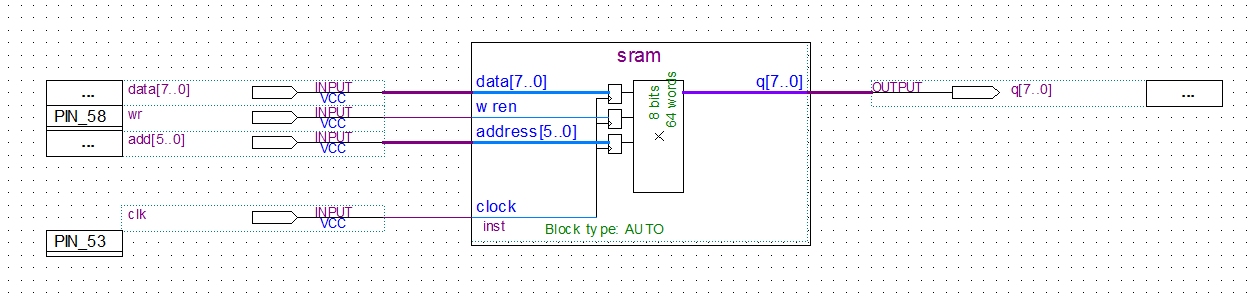 sram
... data[7..0] INPUT VCC data[7..0] q[7..0] OUTPUT q[7..0] ...
PIN_58 wr INPUT VCC wren
... add[5..0] INPUT VCC address[5..0]
8 bits
64 words
clk INPUT VCC clock
inst Block type: AUTO
PIN_53